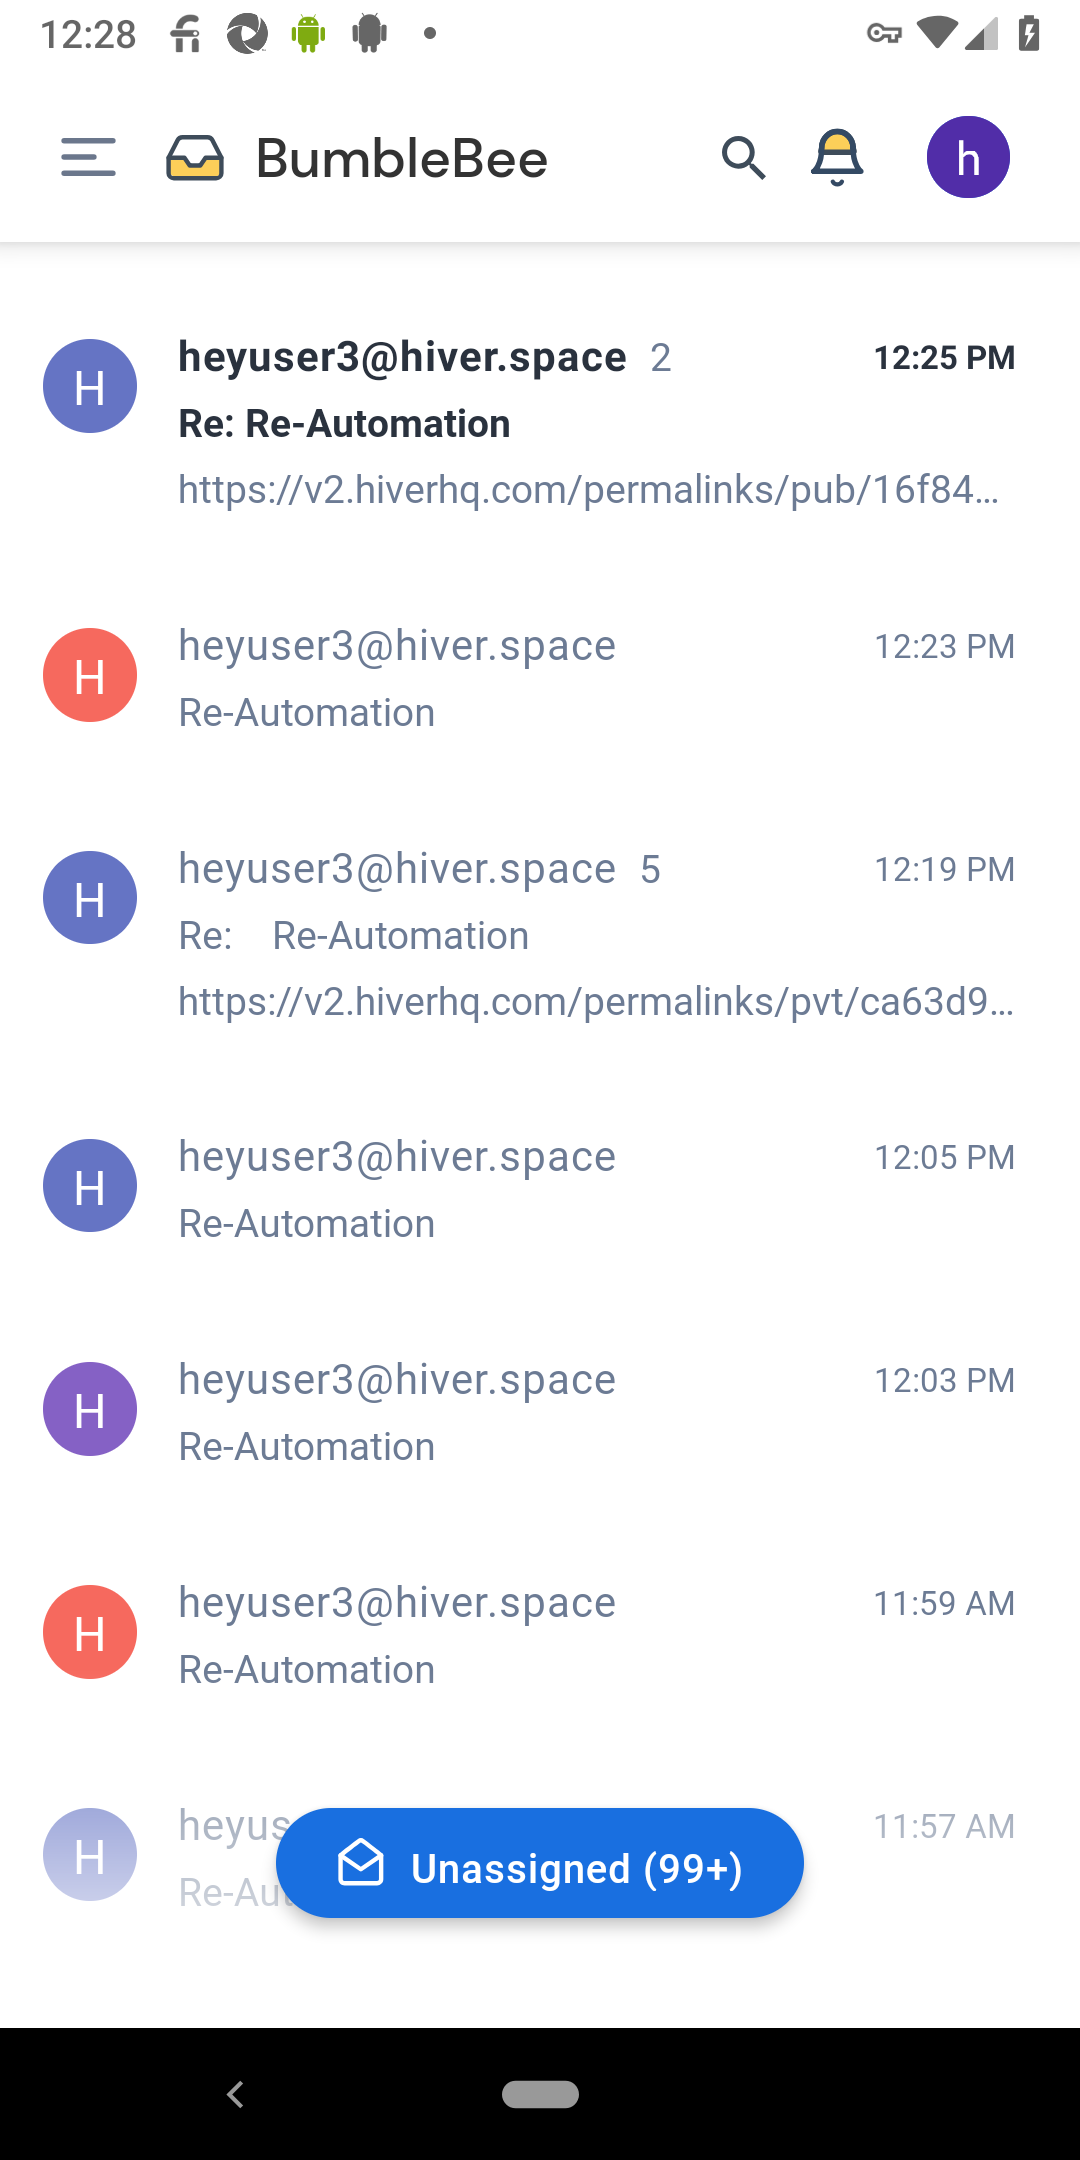 12:28
BumbleBee
h
H
heyuser3@hiver.space 2
12:25 PM
Re: Re-Automation
https://v2.hiverhq.com/permalinks/pub/16f84...
H
heyuser3@hiver.space
12:23 PM
Re-Automation
H
heyuser3@hiver.space 5
12:19 PM
Re: Re-Automation
https://v2.hiverhq.com/permalinks/pvt/ca63d9...
H
heyuser3@hiver.space
12:05 PM
Re-Automation
H
heyuser3@hiver.space
12:03 PM
Re-Automation
H
heyuser3@hiver.space
11:59 AM
Re-Automation
H
heyus
11:57 AM
Re-Aut
Unassigned (99+)